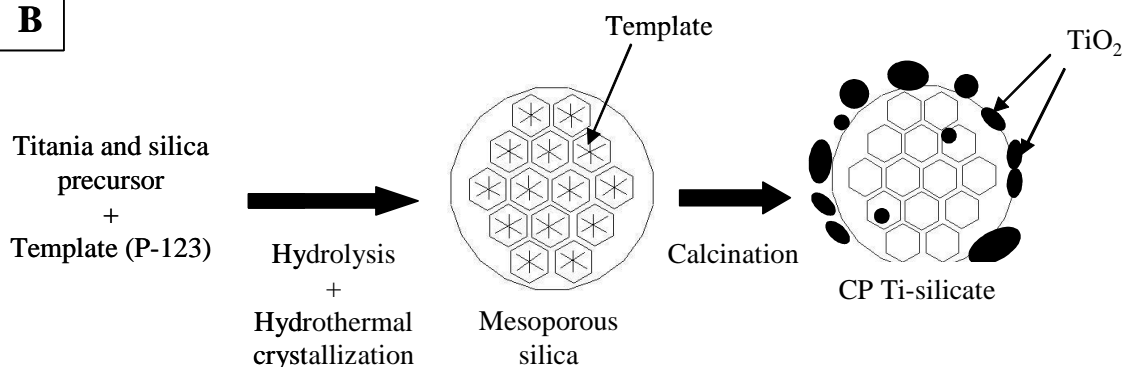 B
Template
TiO2
Titania and silica
precursor
+
Template (P-123)
Hydrolysis
+
Hydrothermal
crystallization
Mesoporous
silica
Calcination
CP Ti-silicate